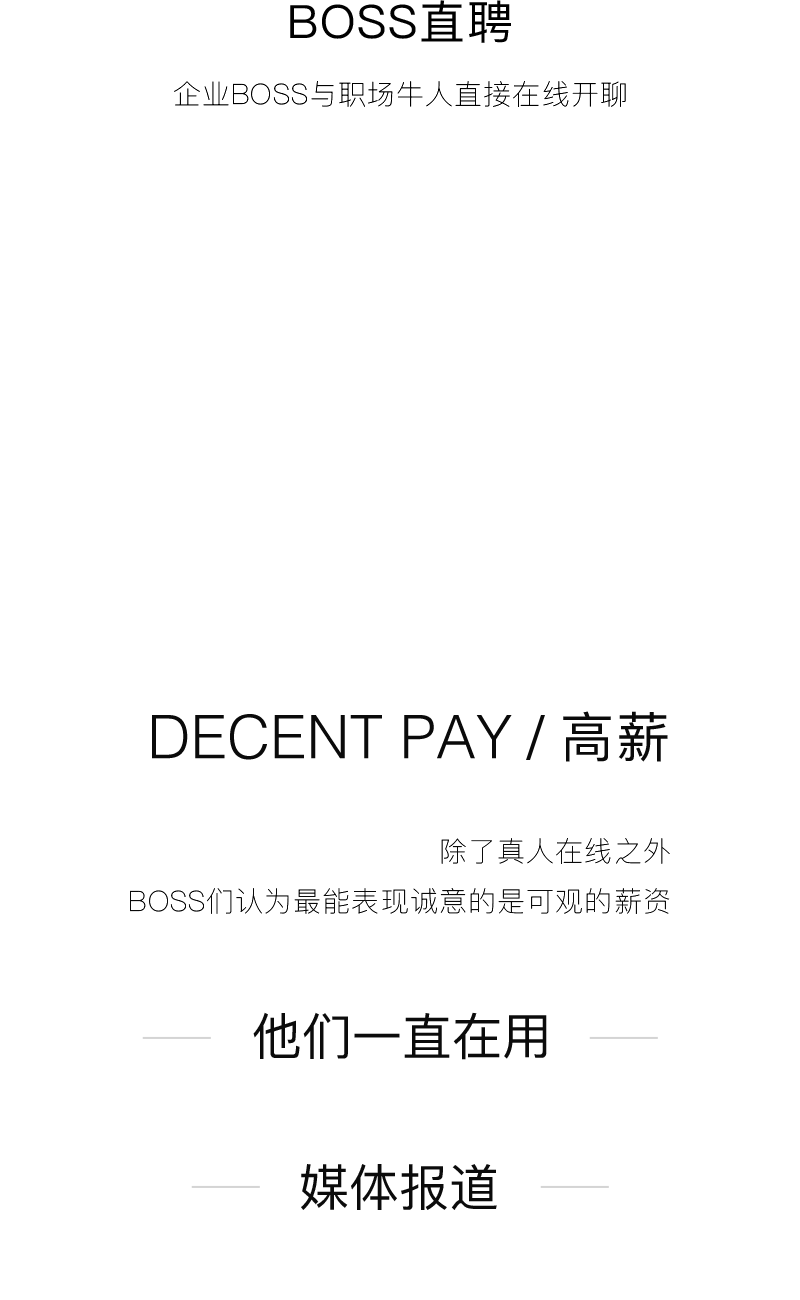 BOSS直聘
企业BOSS与职场牛人直接在线开聊
DECENT PAY / 高薪
除了真人在线之外
BOSS们认为最能表现诚意的是可观的薪资
他们一直在用
媒体报道